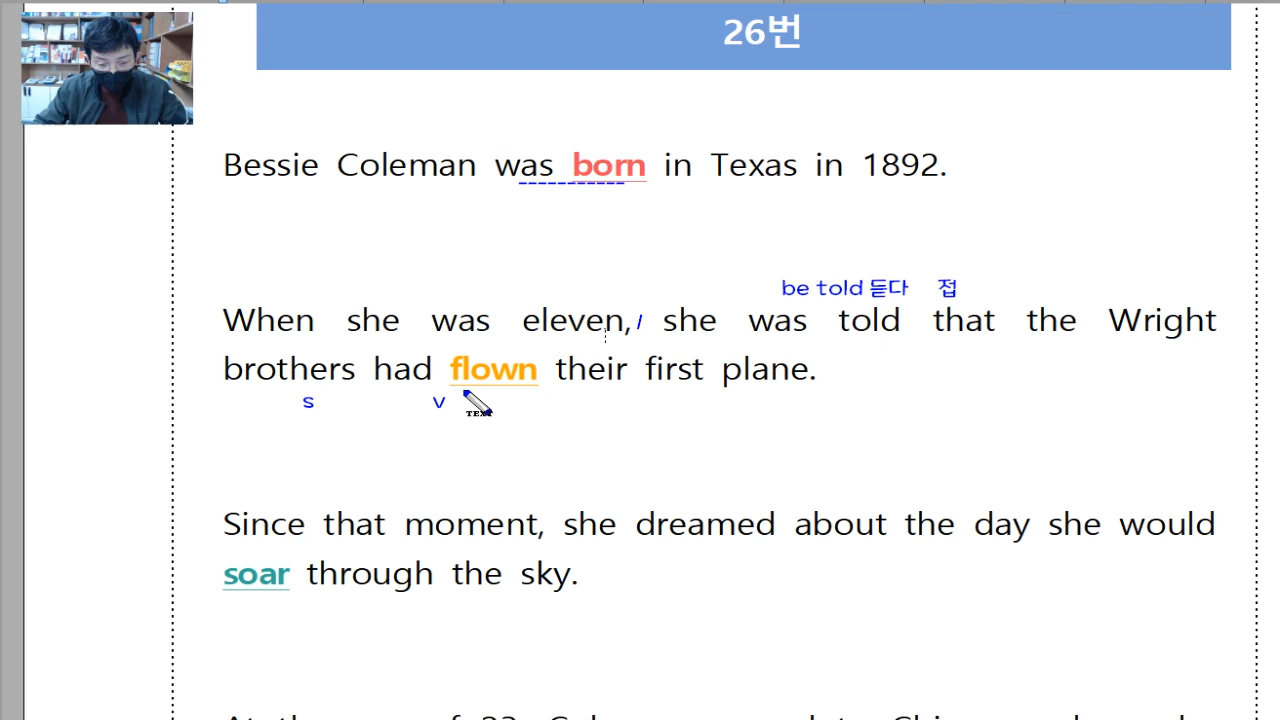 26번
Bessie Coleman was born in Texas in 1892.
be told 듣다 접
When she was eleven, / she was told that the Wright
brothers had flown their first plane.
s v
TEXT
Since that moment, she dreamed about the day she would
soar through the sky.